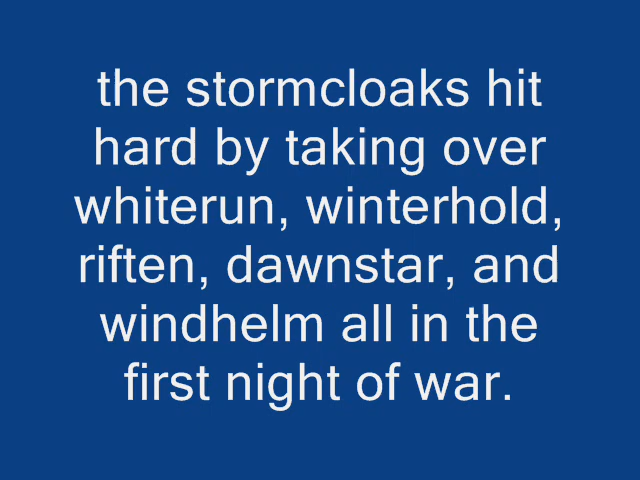 the stormcloaks hit
hard by taking over
whiterun, winterhold,
riften, dawnstar, and
windhelm all in the
first night of war.